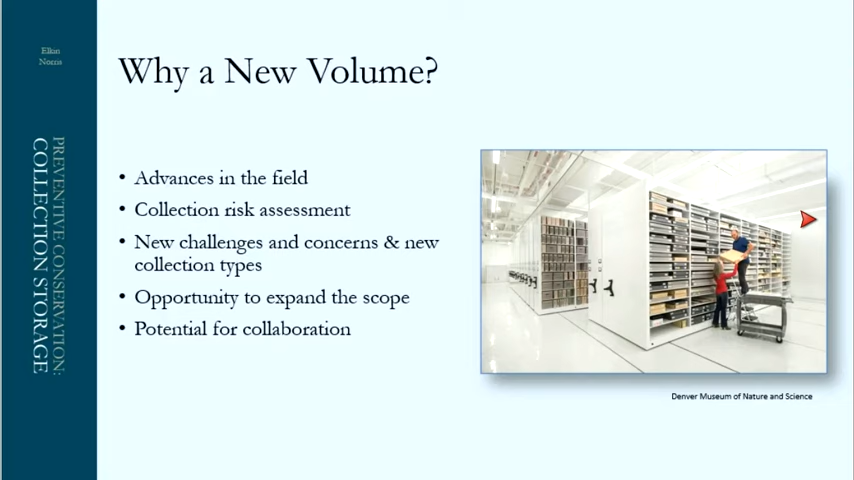 Elkin
Norris
PREVENTIVE CONSERVATION:
COLLECTION STORAGE
Why a New Volume?
• Advances in the field
• Collection risk assessment
• New challenges and concerns & new
collection types
• Opportunity to expand the scope
• Potential for collaboration
Denver Museum of Nature and Science